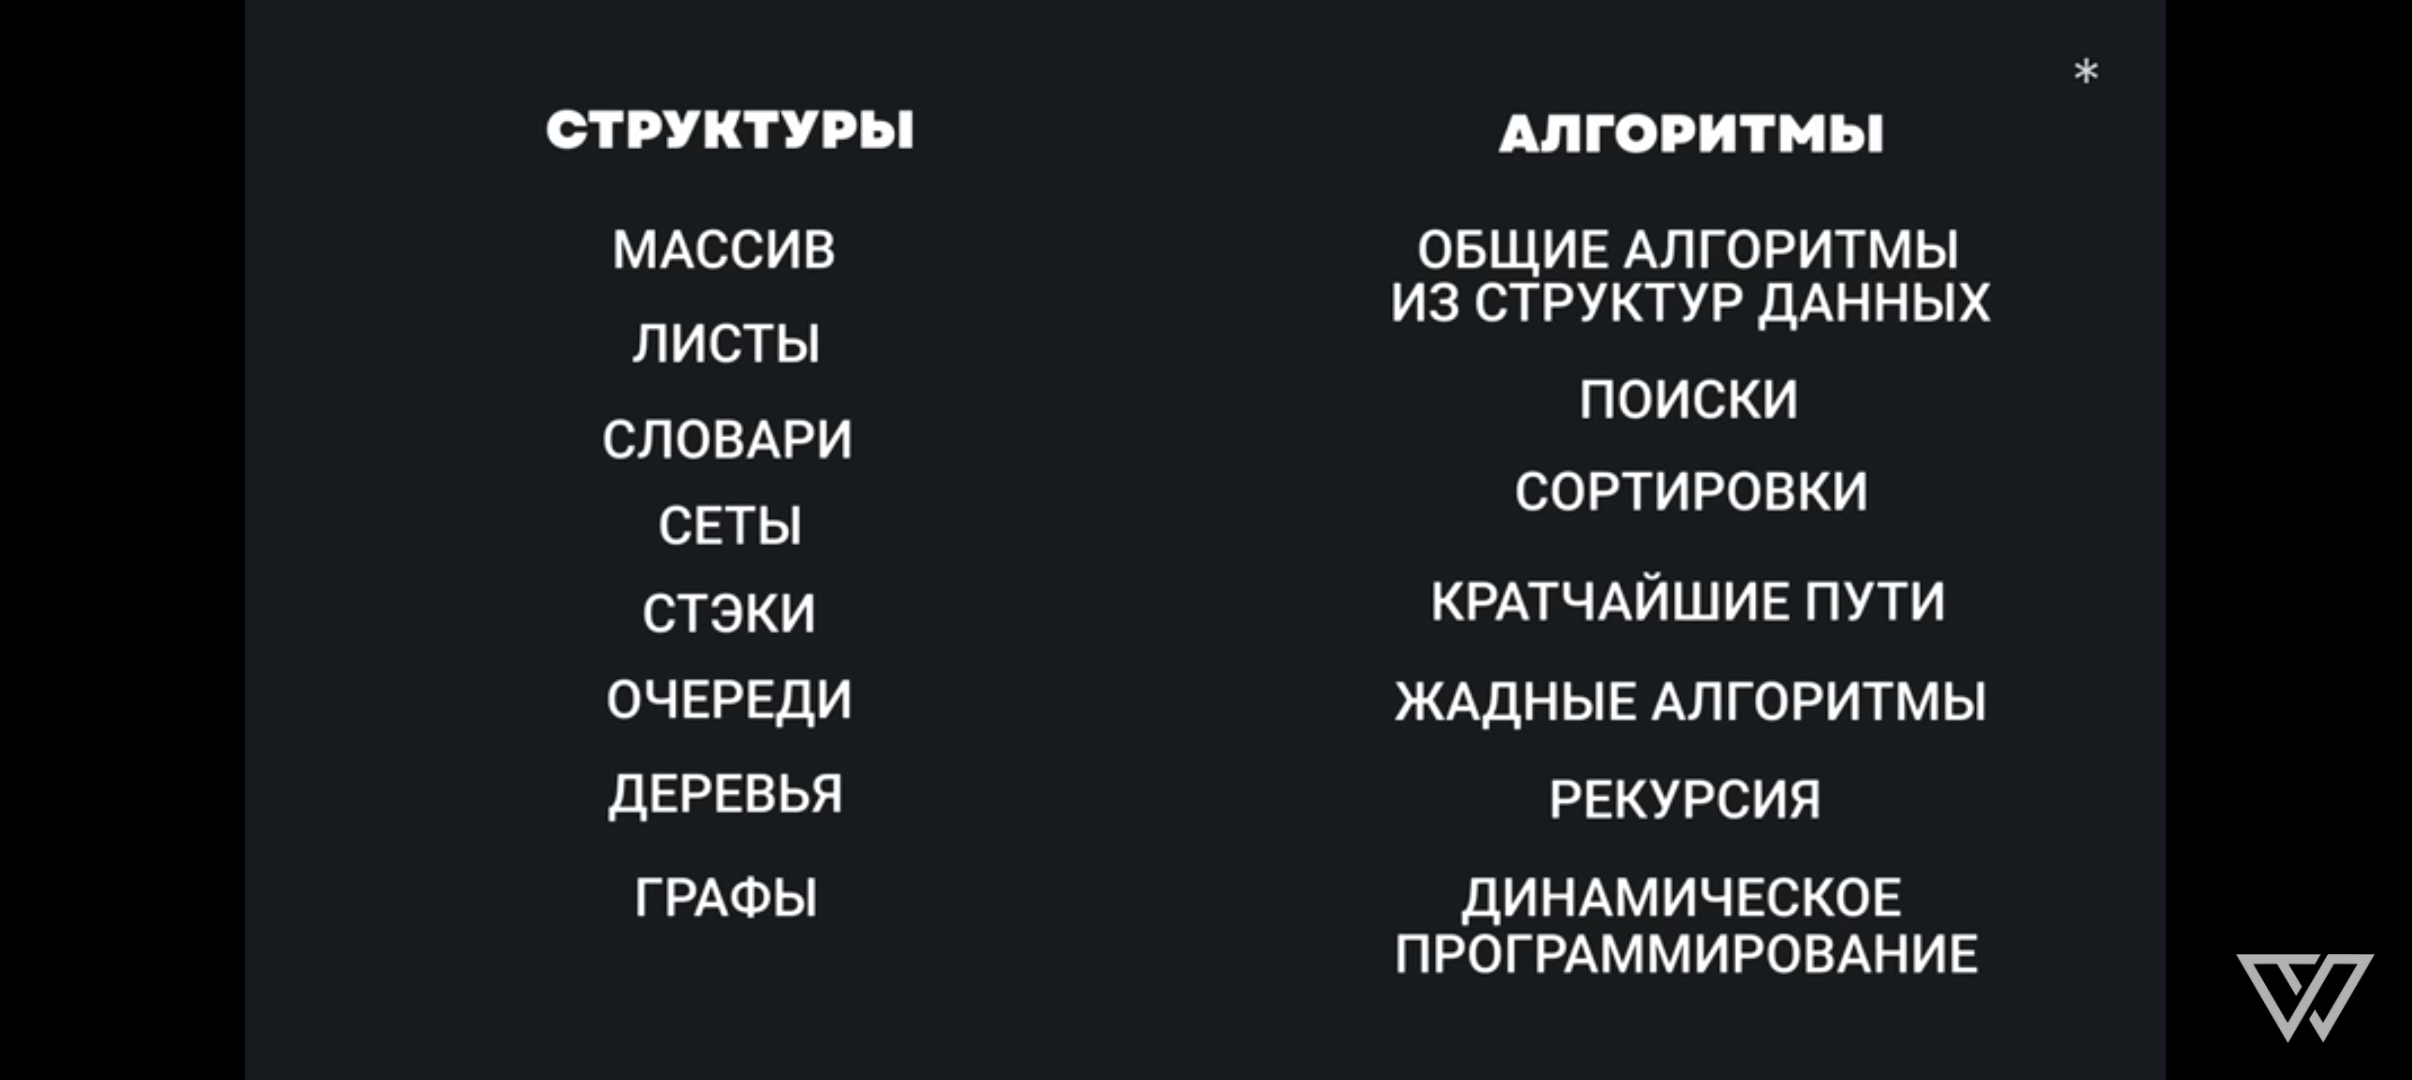 *
СТРУКТУРЫ
МАССИВ
ЛИСТЫ
СЛОВАРИ
СЕТЫ
СТЭКИ
ОЧЕРЕДИ
ДЕРЕВЬЯ
ГРАФЫ
АЛГОРИТМЫ
ОБЩИЕ АЛГОРИТМЫ
ИЗ СТРУКТУР ДАННЫХ
ПОИСКИ
СОРТИРОВКИ
КРАТЧАЙШИЕ ПУТИ
ЖАДНЫЕ АЛГОРИТМЫ
РЕКУРСИЯ
ДИНАМИЧЕСКОЕ
ПРОГРАММИРОВАНИЕ